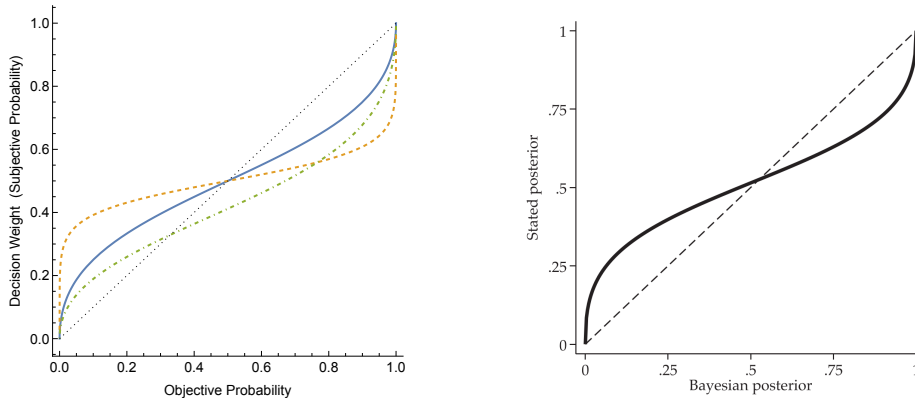 1.0
0.8
0.6
0.4
0.2
0.0
Decision Weight (Subjective Probability)
0.0 0.2 0.4 0.6 0.8 1.0
Objective Probability
1
.75
.5
.25
0
Stated posterior
0 .25 .5 .75
Bayesian posterior